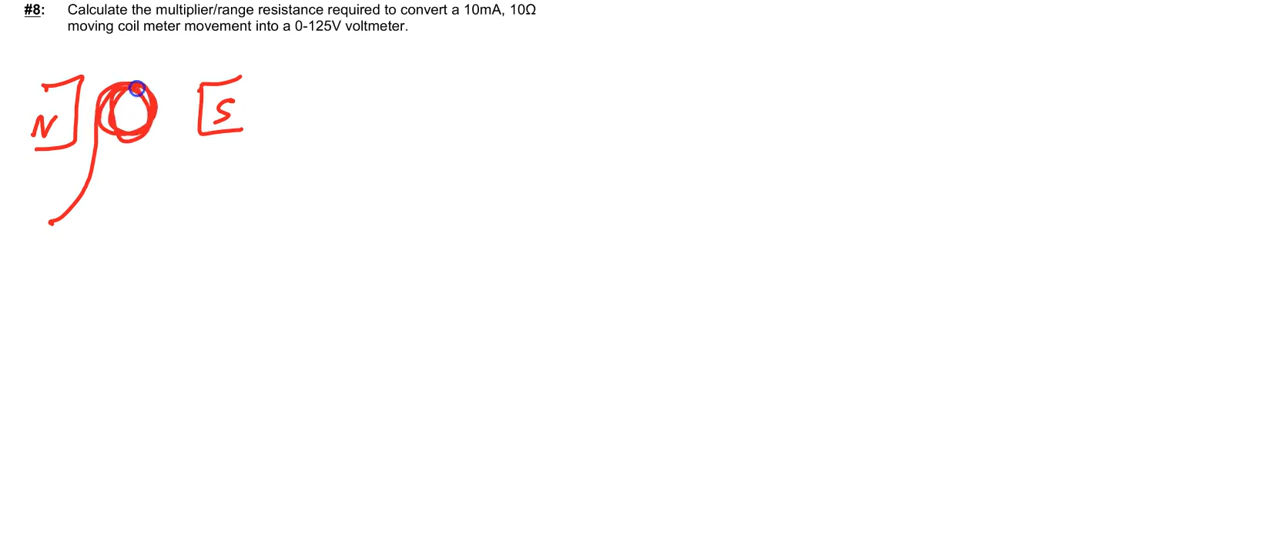 #8: Calculate the multiplier/range resistance required to convert a 10mA, 10Ω
moving coil meter movement into a 0-125V voltmeter.
N S